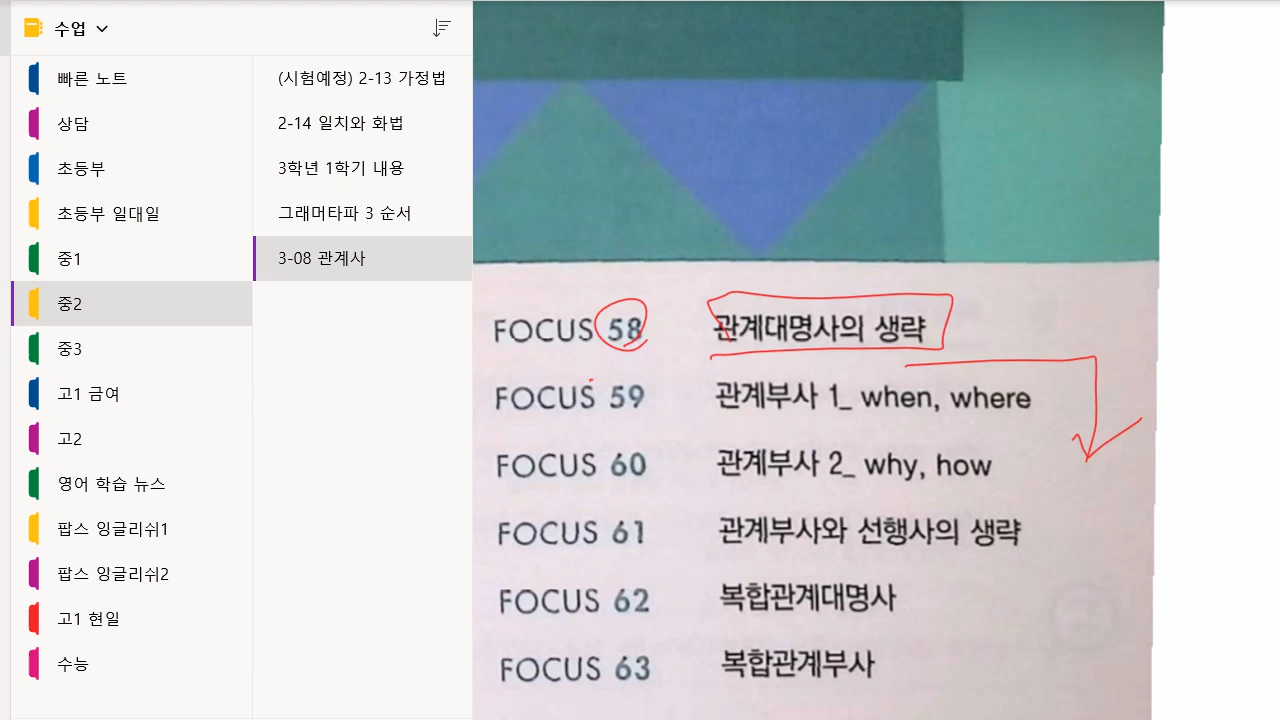 수업
빠른 노트
상담
초등부
초등부 일대일
중1
중2
중3
고1 금여
고2
영어 학습 뉴스
팝스 잉글리쉬1
팝스 잉글리쉬2
고1 현일
수능
(시험예정) 2-13 가정법
2-14 일치와 화법
3학년 1학기 내용
그래머타파 3 순서
3-08 관계사
FOCUS 58 관계대명사의 생략
FOCUS 59 관계부사 1_ when, where
FOCUS 60 관계부사 2_ why, how
FOCUS 61 관계부사와 선행사의 생략
FOCUS 62 복합관계대명사
FOCUS 63 복합관계부사